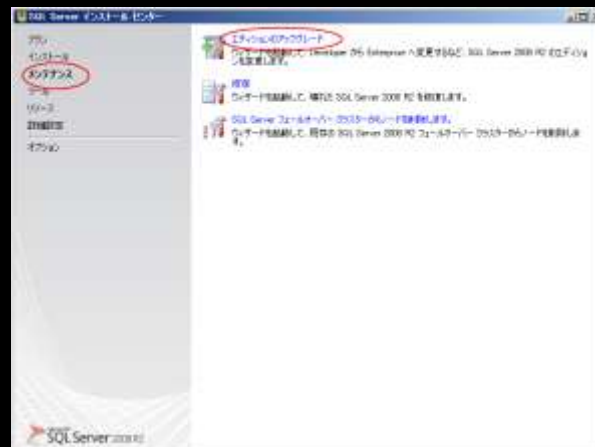 SQL Server インストール センター
プラン
インストール
メンテナンス
ツール
リソース
詳細設定
オプション
エディションのアップグレード
ウィザードを起動して、Developer から Enterprise へ変更するなど、SQL Server 2008 R2 のエディショ
ンを変更します。
修復
ウィザードを起動して、壊れた SQL Server 2008 R2 を修復します。
SQL Server フェールオーバー クラスターからノードを削除します。
ウィザードを起動して、既存の SQL Server 2008 R2 フェールオーバー クラスターからノードを削除しま
す。
SQL Server 2008 R2